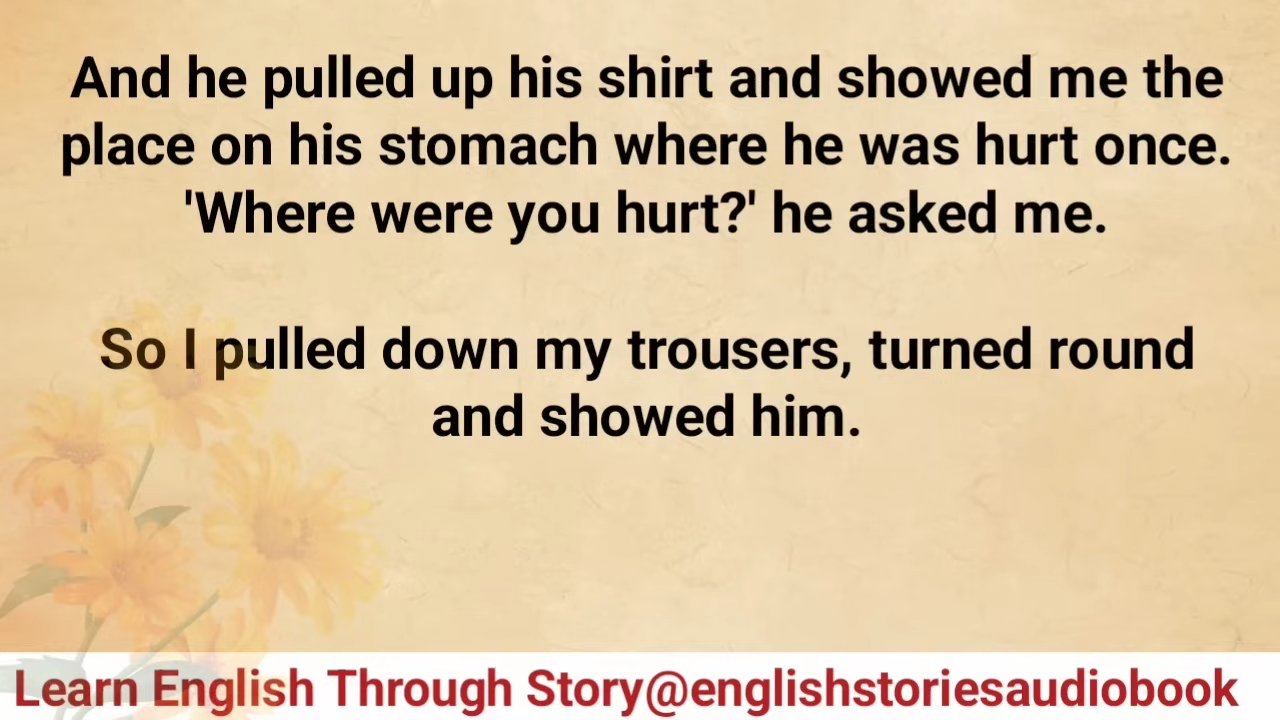 And he pulled up his shirt and showed me the
place on his stomach where he was hurt once.
'Where were you hurt?' he asked me.
So I pulled down my trousers, turned round
and showed him.
Learn English Through Story@englishstoriesaudiobook